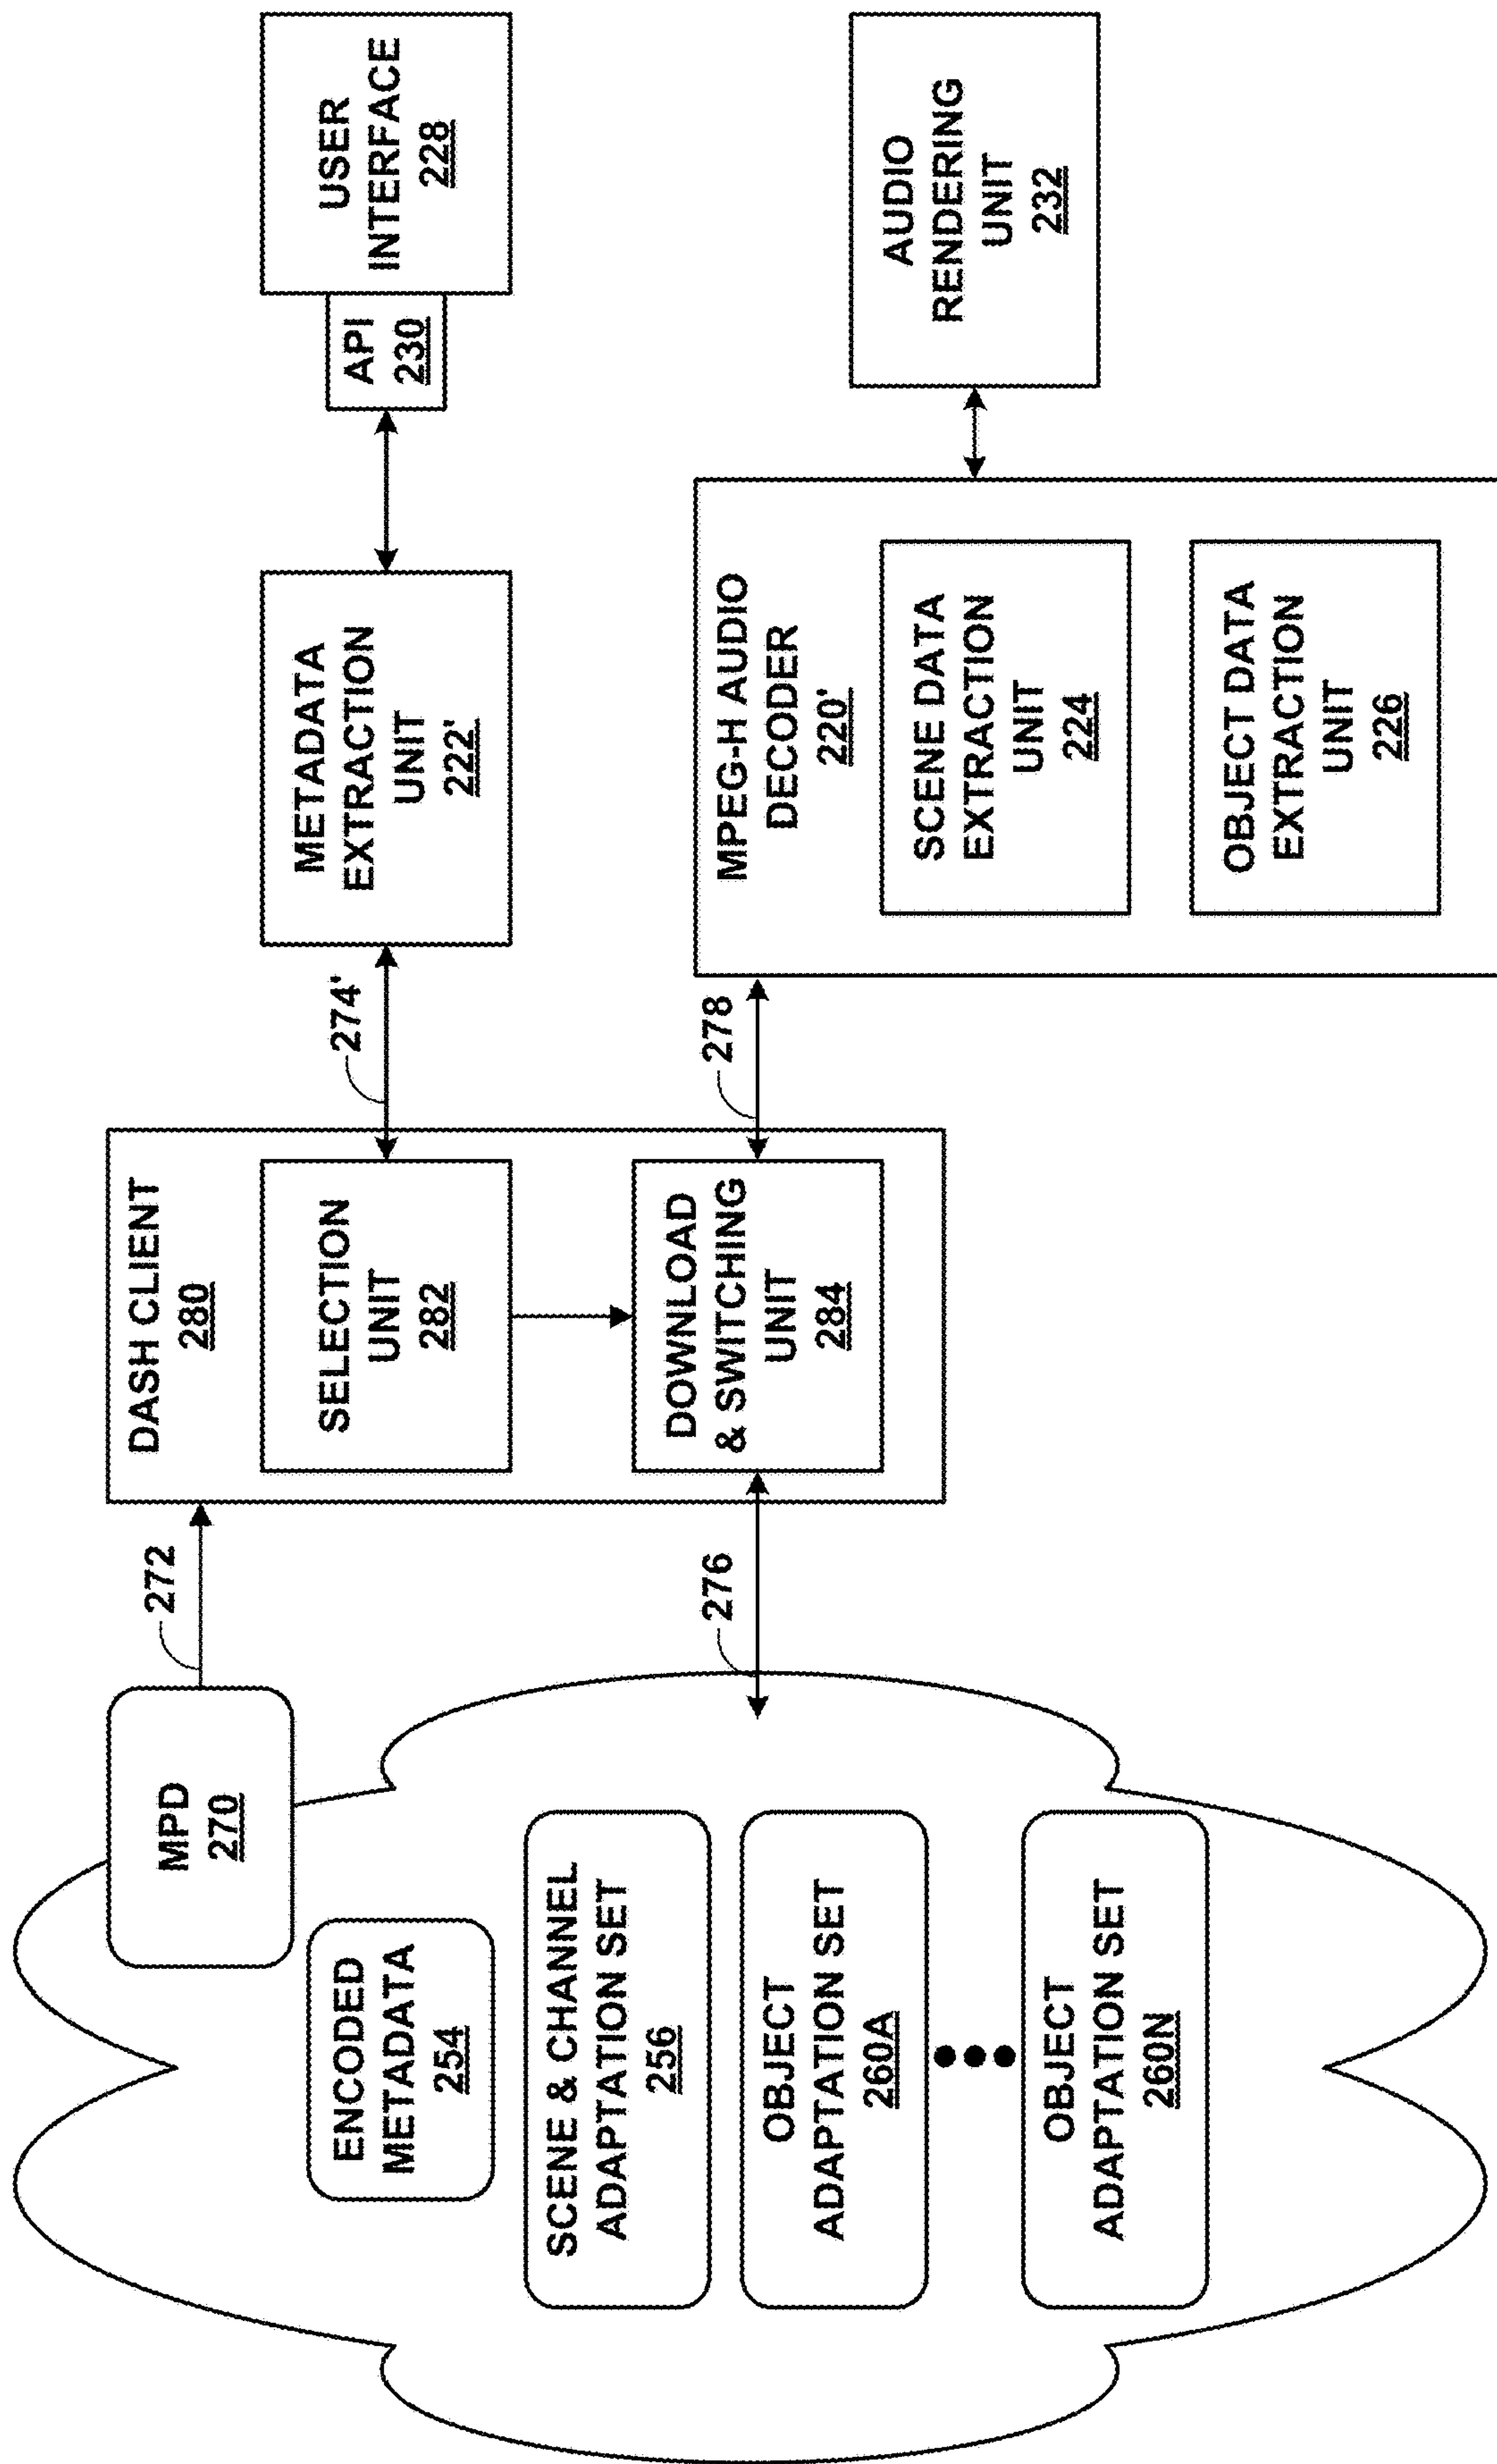 MPD
270
272
ENCODED
METADATA
254
SCENE & CHANNEL
ADAPTATION SET
256
OBJECT
ADAPTATION SET
260A
OBJECT
ADAPTATION SET
260N
276
DASH CLIENT
280
SELECTION
UNIT
282
DOWNLOAD
& SWITCHING
UNIT
284
274'
278
METADATA
EXTRACTION
UNIT
222'
MPEG-H AUDIO
DECODER
220'
SCENE DATA
EXTRACTION
UNIT
224
OBJECT DATA
EXTRACTION
UNIT
226
API
230
USER
INTERFACE
228
AUDIO
RENDERING
UNIT
232